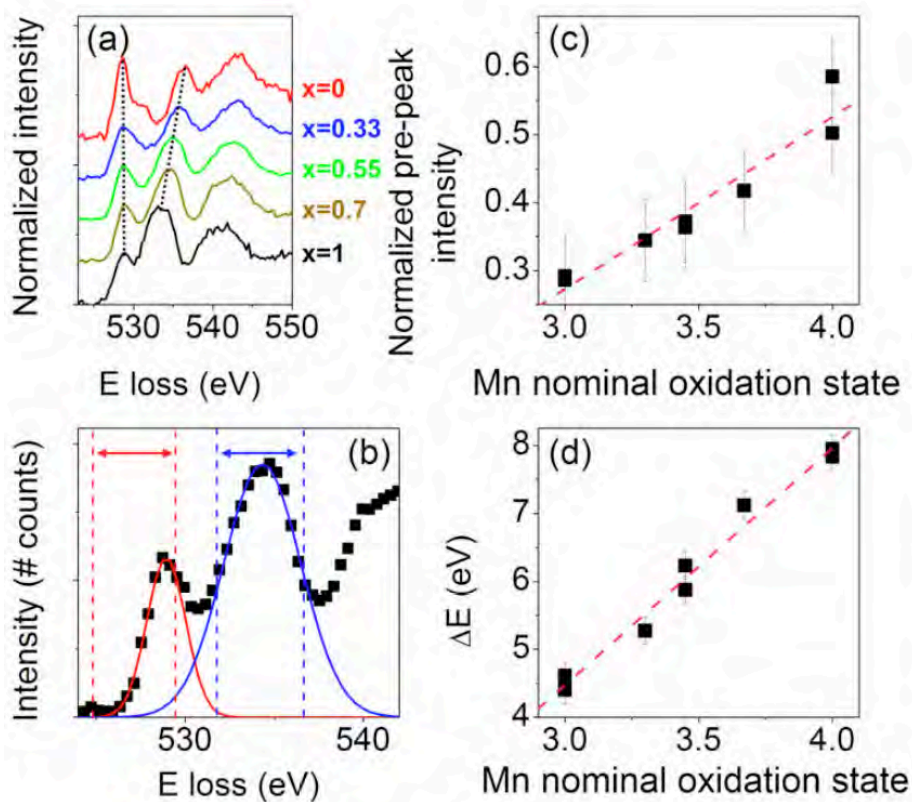 (a)
Normalized intensity
x=0
x=0.33
x=0.55
x=0.7
x=1
530 540 550
E loss (eV)
(c)
Normalized pre-peak
intensity
0.6
0.5
0.4
0.3
3.0 3.5 4.0
Mn nominal oxidation state
(b)
Intensity (# counts)
530 540
E loss (eV)
(d)
ΔE (eV)
8
7
6
5
4
3.0 3.5 4.0
Mn nominal oxidation state